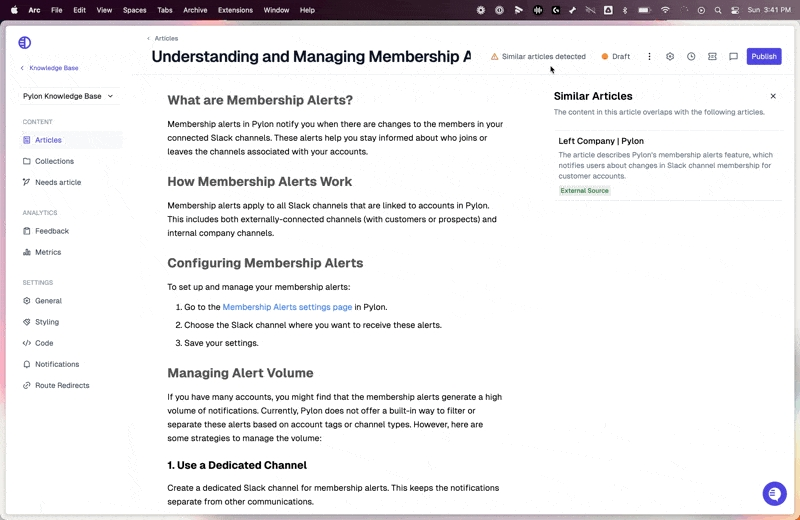 Arc File Edit View Spaces Tabs Archive Extensions Window Help
Sun 3:41 PM
Knowledge Base
Pylon Knowledge Base
CONTENT
Articles
Collections
Needs article
ANALYTICS
Feedback
Metrics
SETTINGS
General
Styling
Code
Notifications
Route Redirects
Articles
Understanding and Managing Membership A
Similar articles detected
Draft
Publish
What are Membership Alerts?
Membership alerts in Pylon notify you when there are changes to the members in your
connected Slack channels. These alerts help you stay informed about who joins or
leaves the channels associated with your accounts.
How Membership Alerts Work
Membership alerts apply to all Slack channels that are linked to accounts in Pylon.
This includes both externally-connected channels (with customers or prospects) and
internal company channels.
Configuring Membership Alerts
To set up and manage your membership alerts:
1. Go to the Membership Alerts settings page in Pylon.
2. Choose the Slack channel where you want to receive these alerts.
3. Save your settings.
Managing Alert Volume
If you have many accounts, you might find that the membership alerts generate a high
volume of notifications. Currently, Pylon does not offer a built-in way to filter or
separate these alerts based on account tags or channel types. However, here are
some strategies to manage the volume:
1. Use a Dedicated Channel
Create a dedicated Slack channel for membership alerts. This keeps the notifications
separate from other communications.
Similar Articles
The content in this article overlaps with the following articles.
Left Company | Pylon
The article describes Pylon's membership alerts feature, which
notifies users about changes in Slack channel membership for
customer accounts.
External Source